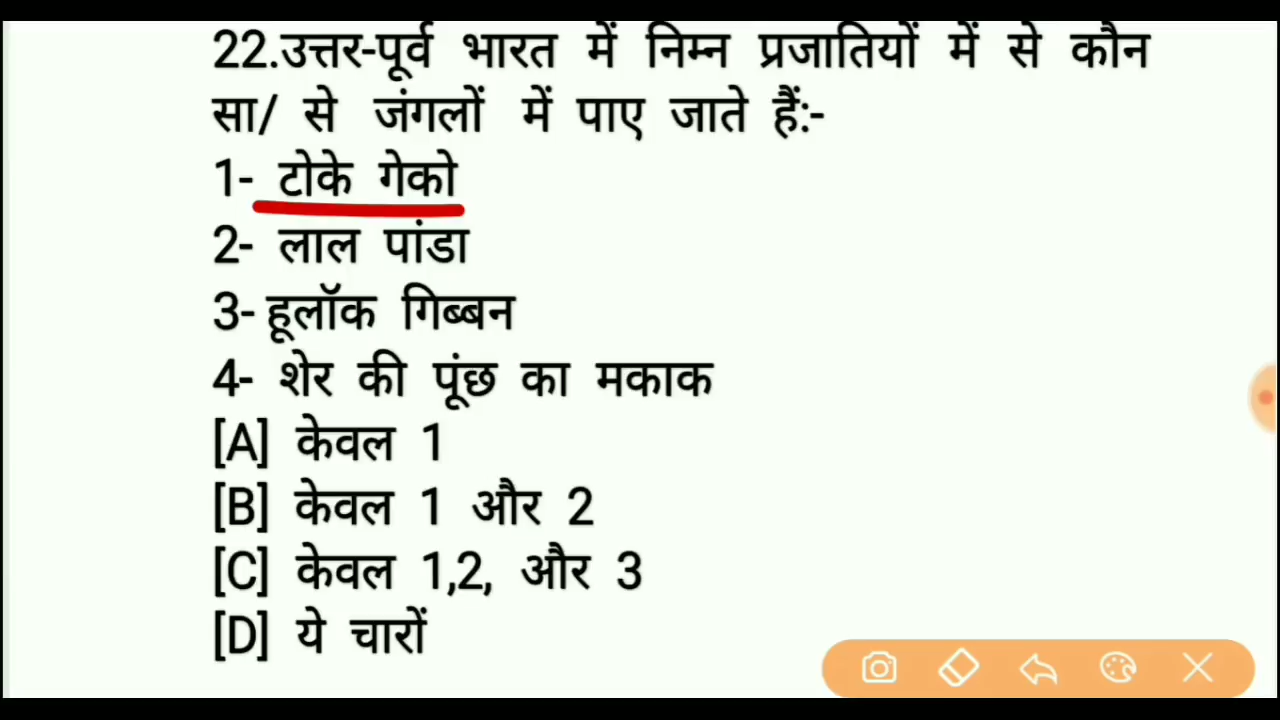 22.उत्तर-पूर्व भारत में निम्न प्रजातियों में से कौन
सा/ से जंगलों में पाए जाते हैं:-
1- टोके गेको
2- लाल पांडा
3- हूलॉक गिब्बन
4- शेर की पूंछ का मकाक
[A] केवल 1
[B] केवल 1 और 2
[C] केवल 1,2, और 3
[D] ये चारों